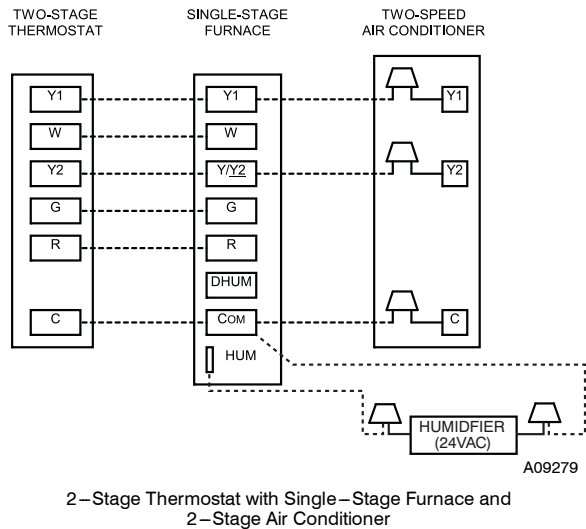 TWO-STAGE
THERMOSTAT
SINGLE-STAGE
FURNACE
TWO-SPEED
AIR CONDITIONER
Y1
Y1
Y1
W
W
Y2
Y/Y2
Y2
G
G
R
R
DHUM
C
COM
C
HUM
HUMIDFIER
(24VAC)
A09279
2-Stage Thermostat with Single-Stage Furnace and
2-Stage Air Conditioner